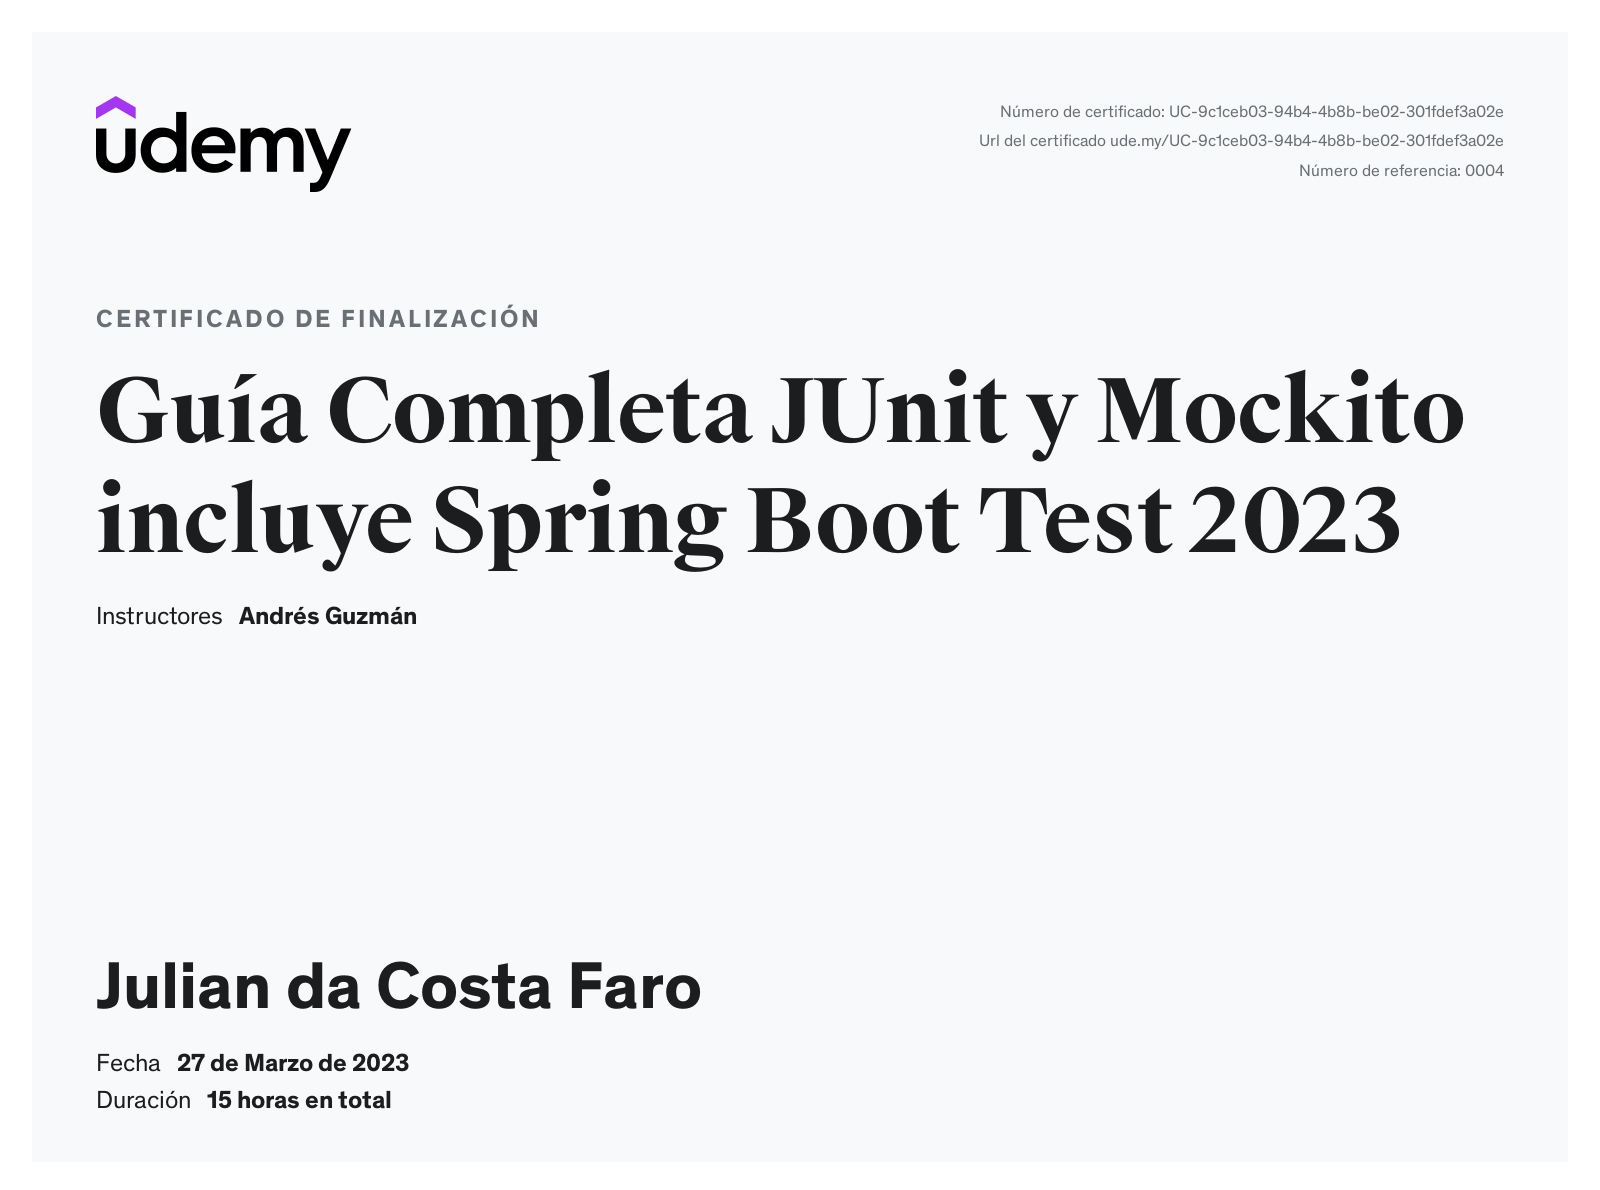 udemy
Número de certificado: UC-9c1ceb03-94b4-4b8b-be02-301fdef3a02e
Url del certificado ude.my/UC-9c1ceb03-94b4-4b8b-be02-301fdef3a02e
Número de referencia: 0004
CERTIFICADO DE FINALIZACIÓN
Guía Completa JUnit y Mockito
incluye Spring Boot Test 2023
Instructores Andrés Guzmán
Julian da Costa Faro
Fecha 27 de Marzo de 2023
Duración 15 horas en total